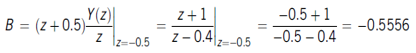 B = (z + 0.5) Y(z)/z |z=−0.5 = z + 1/z − 0.4 |z=−0.5 = −0.5 + 1/−0.5 − 0.4 = −0.5556